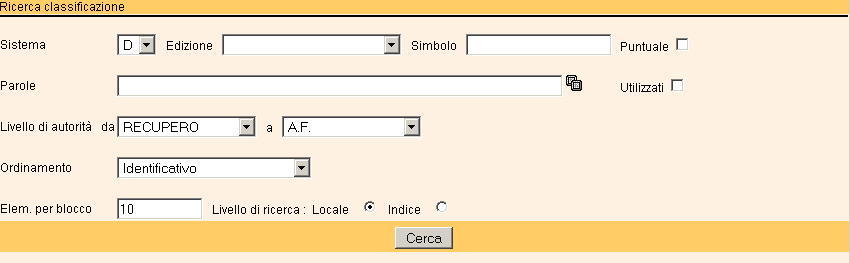 Ricerca classificazione
Sistema D Edizione Simbolo Puntuale
Parole Utilizzati
Livello di autorità da RECUPERO a A.F.
Ordinamento Identificativo
Elem. per blocco 10 Livello di ricerca : Locale Indice
Cerca